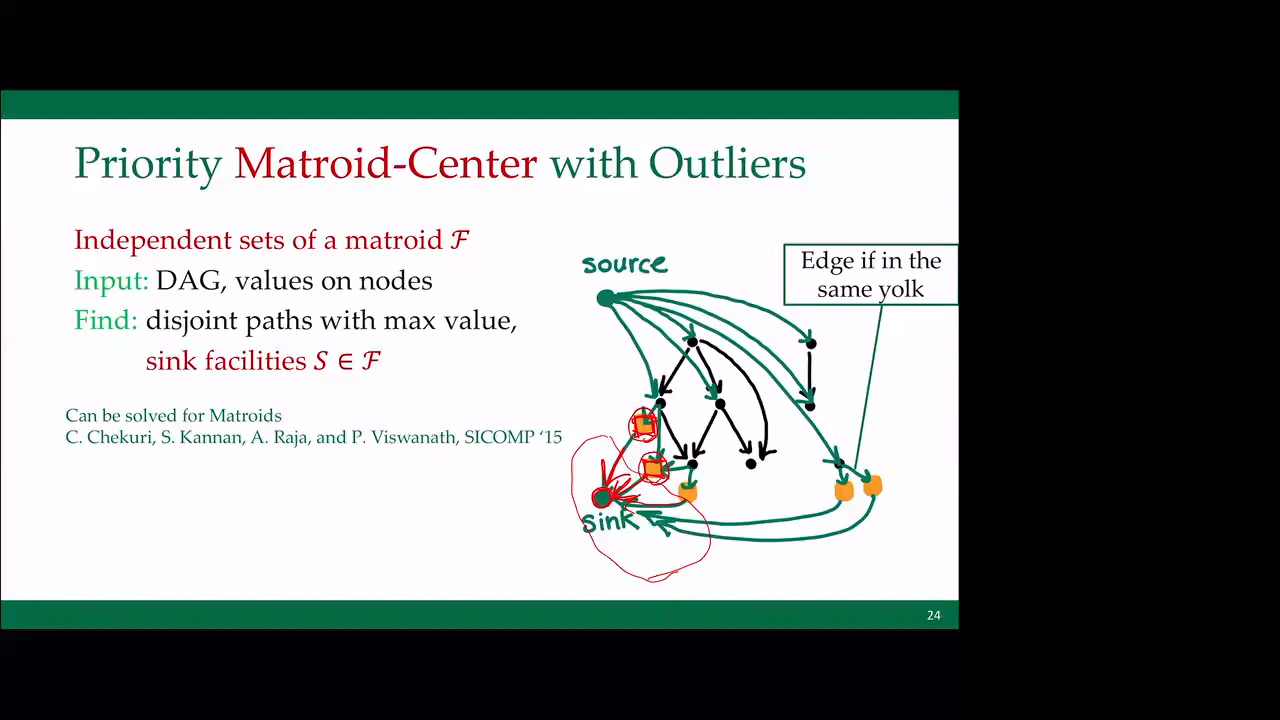 Priority Matroid-Center with Outliers
Independent sets of a matroid ℱ
Input: DAG, values on nodes
Find: disjoint paths with max value,
sink facilities S ∈ ℱ
Can be solved for Matroids
C. Chekuri, S. Kannan, A. Raja, and P. Viswanath, SICOMP ‘15
source
Edge if in the
same yolk
sink
24